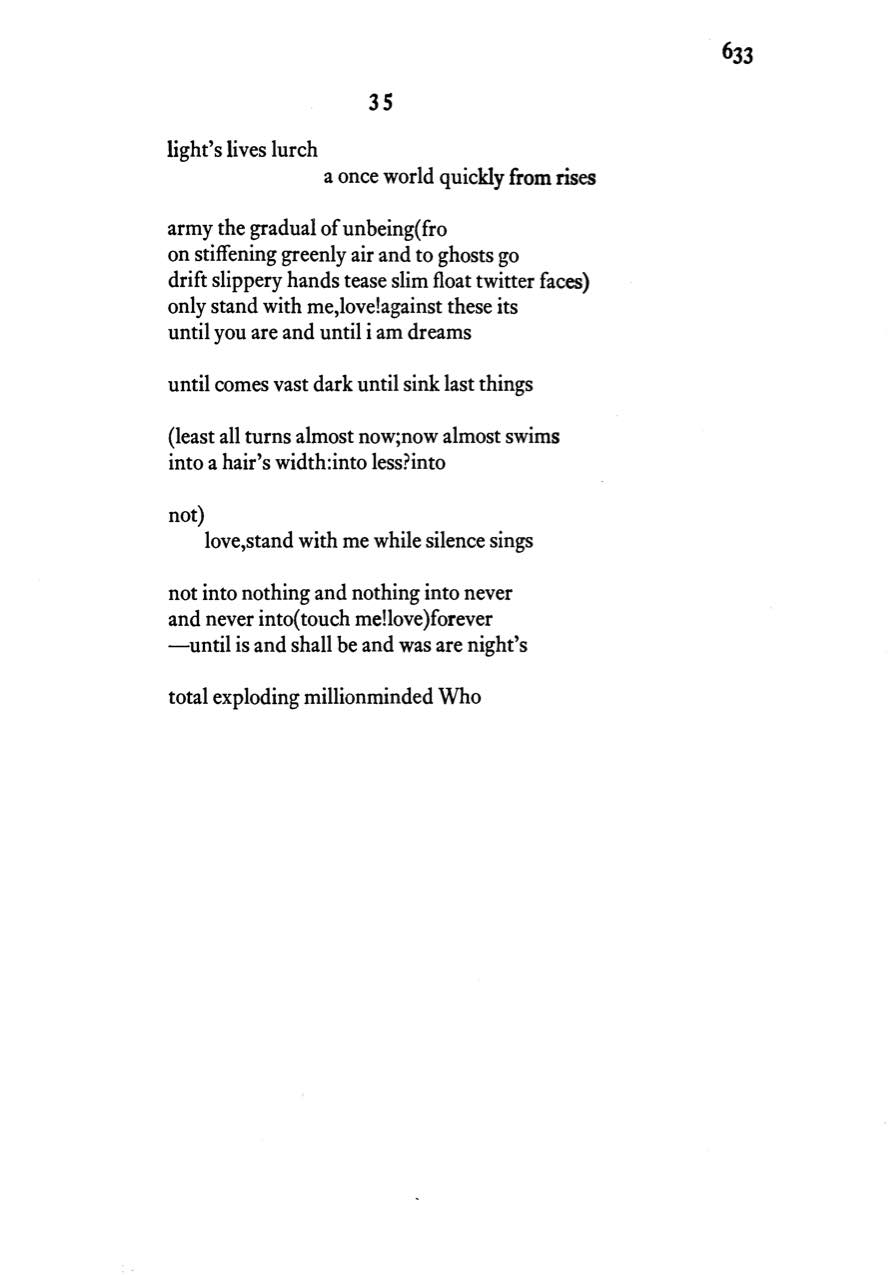 633
35
light's lives lurch
a once world quickly from rises
army the gradual of unbeing(fro
on stiffening greenly air and to ghosts go
drift slippery hands tease slim float twitter faces)
only stand with me,love!against these its
until you are and until i am dreams
until comes vast dark until sink last things
(least all turns almost now;now almost swims
into a hair's width:into less?into
not)
love,stand with me while silence sings
not into nothing and nothing into never
and never into(touch me!love)forever
—until is and shall be and was are night's
total exploding millionminded Who